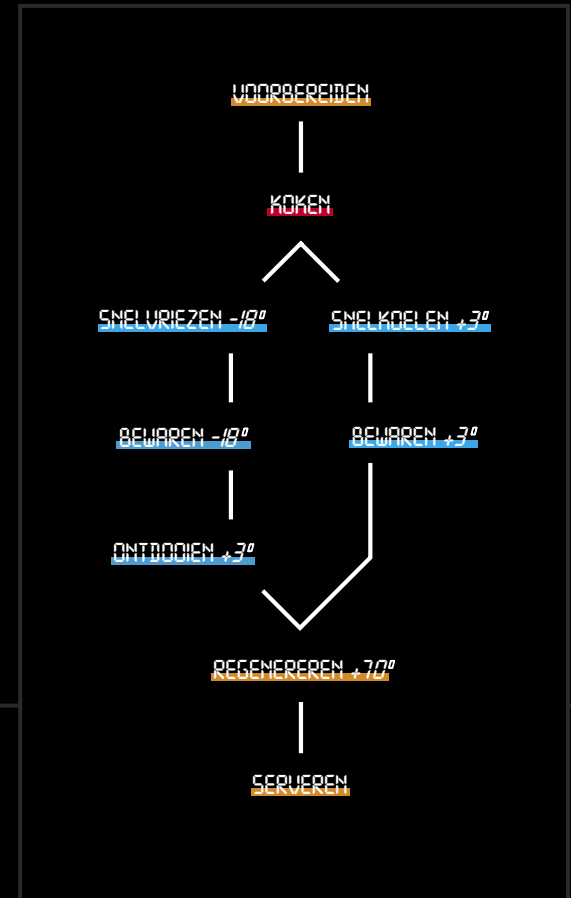 VOORBEREIDEN
KOKEN
SNELVRIEZEN -18°
SNELKOELEN +3°
BEWAREN -18°
BEWAREN +3°
ONTDOOIEN +3°
REGENEREREN +70°
SERVEREN